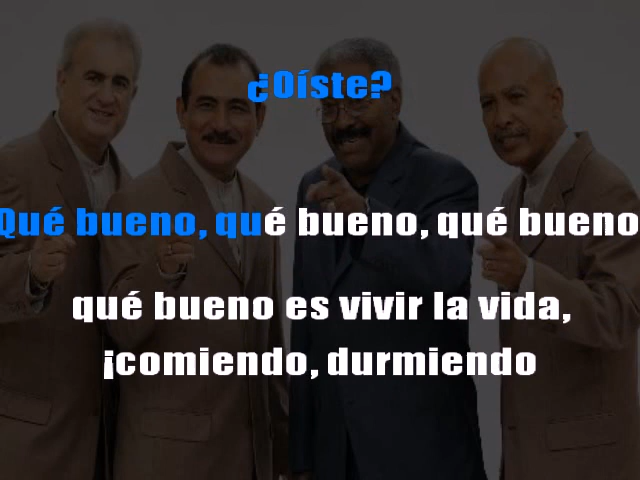 ¿Oíste?
Qué bueno, qué bueno, qué bueno
qué bueno es vivir la vida,
¡comiendo, durmiendo